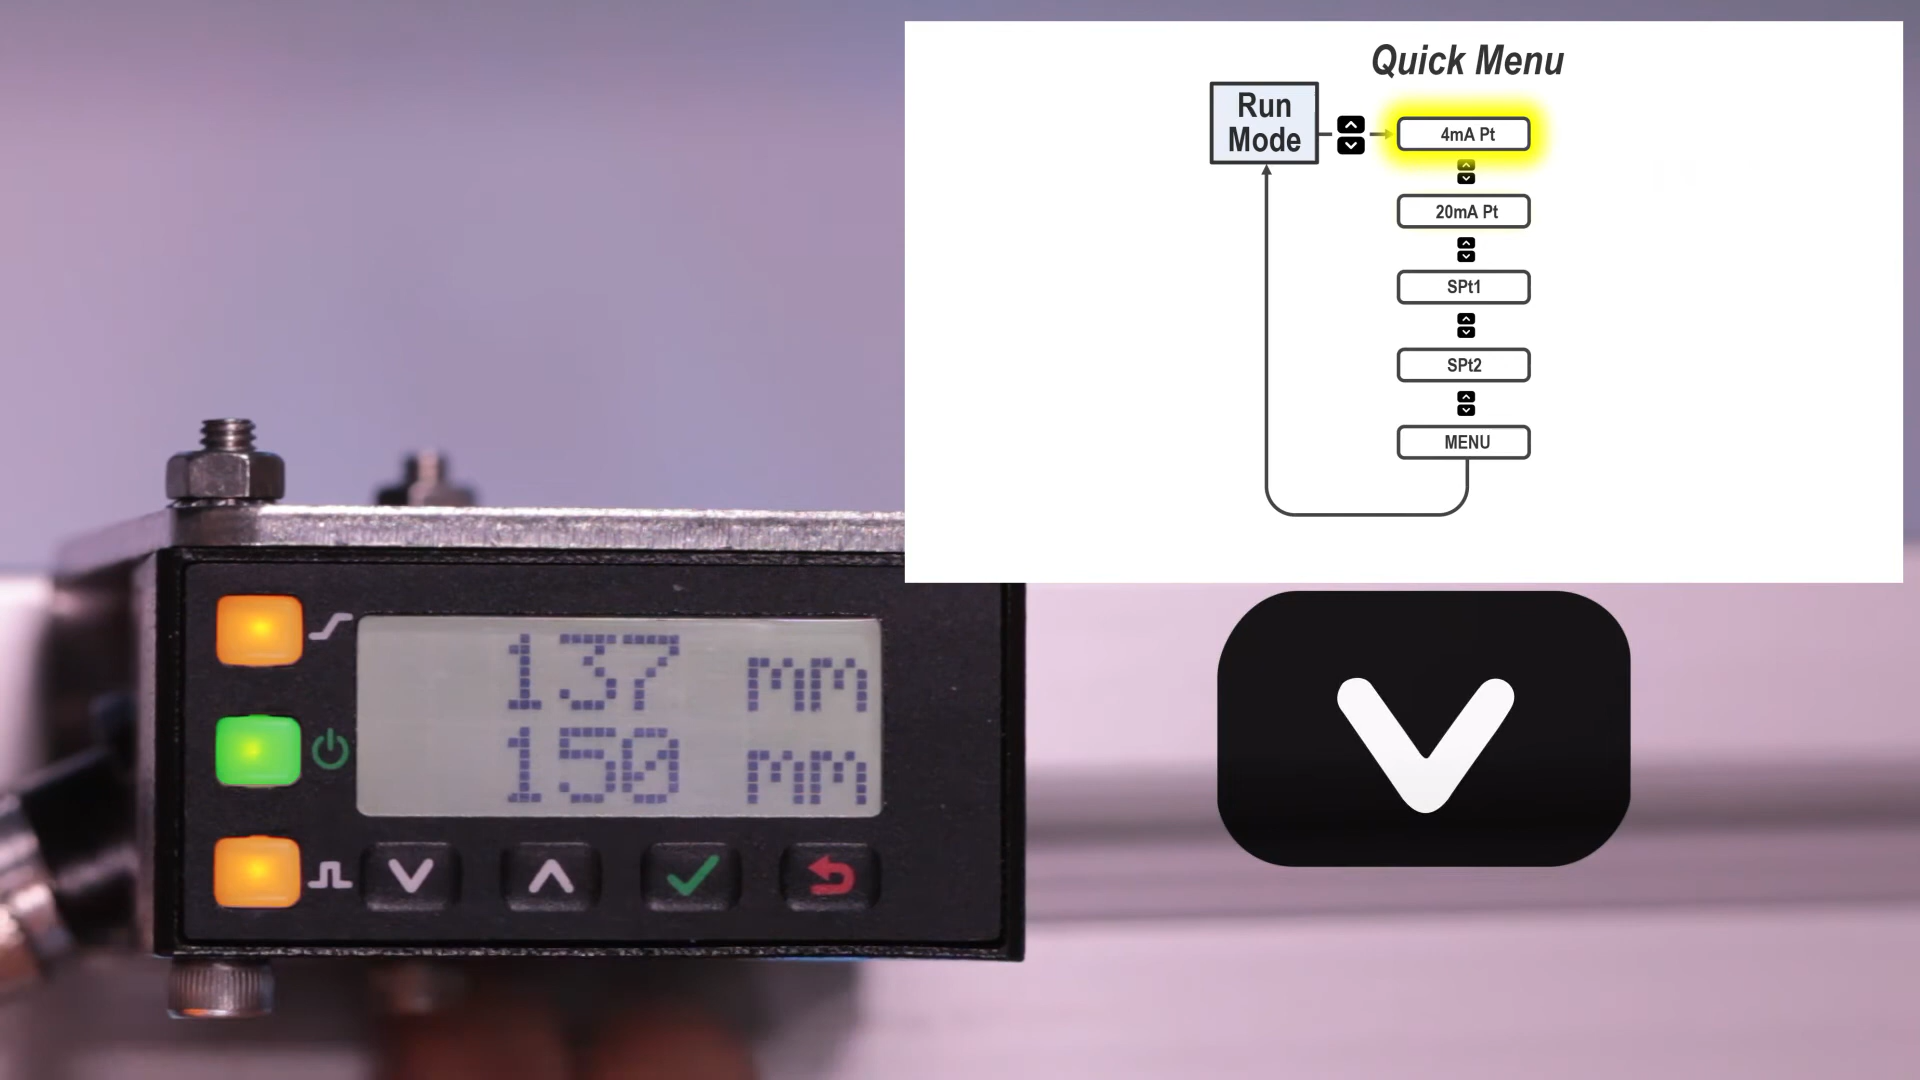 Quick Menu
Run
Mode
4mA Pt
20mA Pt
SPt1
SPt2
MENU
137 mm
150 mm